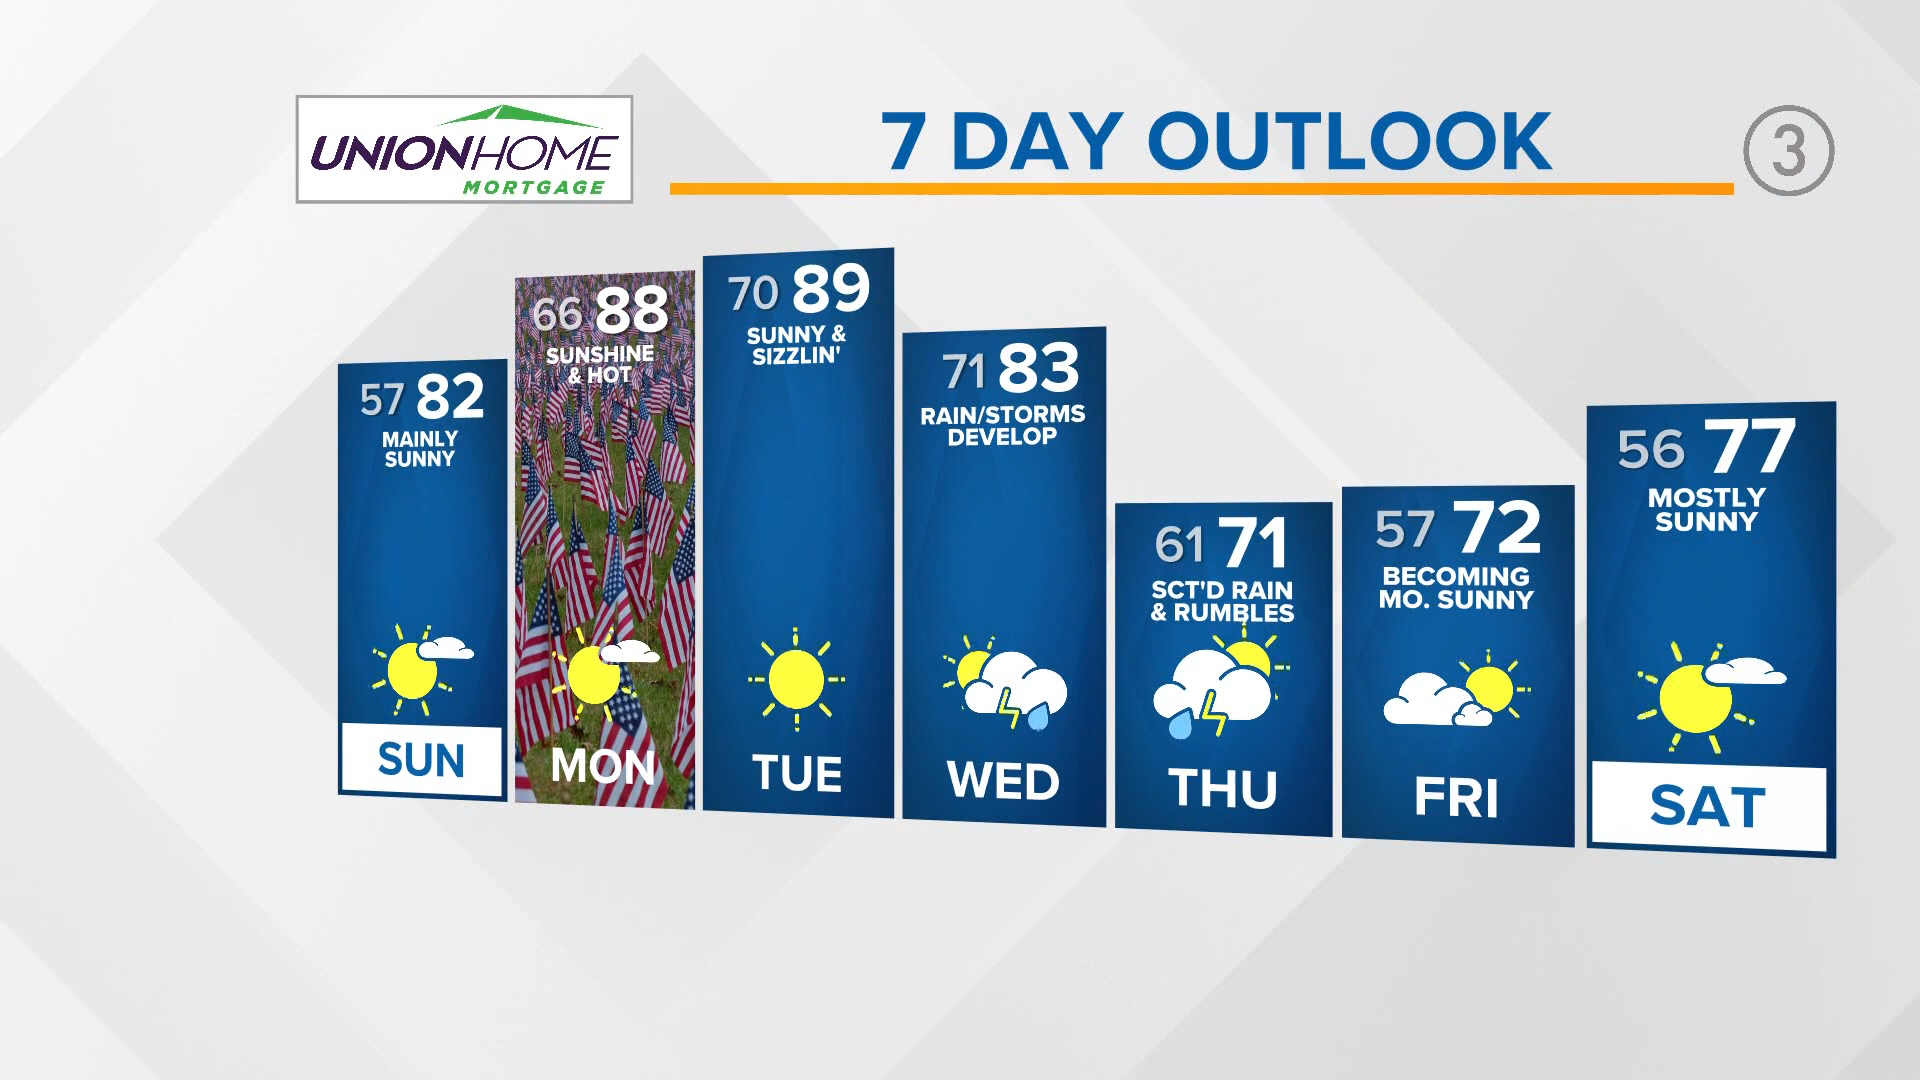 UNIONHOME
MORTGAGE
7 DAY OUTLOOK
3
57 82
MAINLY
SUNNY
SUN
66 88
SUNSHINE
& HOT
MON
70 89
SUNNY &
SIZZLIN'
TUE
71 83
RAIN/STORMS
DEVELOP
WED
61 71
SCT'D RAIN
& RUMBLES
THU
57 72
BECOMING
MO. SUNNY
FRI
56 77
MOSTLY
SUNNY
SAT